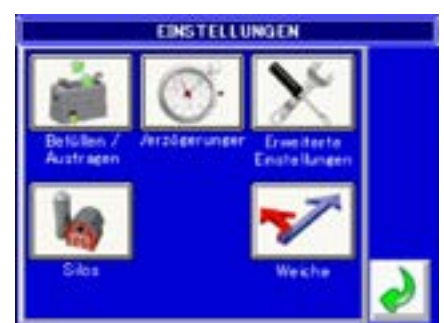 EINSTELLUNGEN
Befüllen /
Austragen
Verzögerungen
Erweiterte
Einstellungen
Silos
Weiche